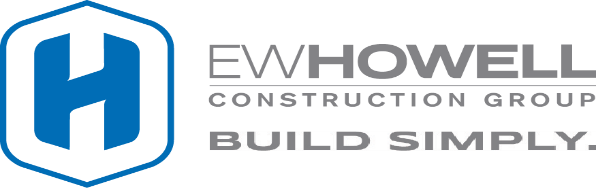 H
EWHOWELL
CONSTRUCTION GROUP
BUILD SIMPLY.